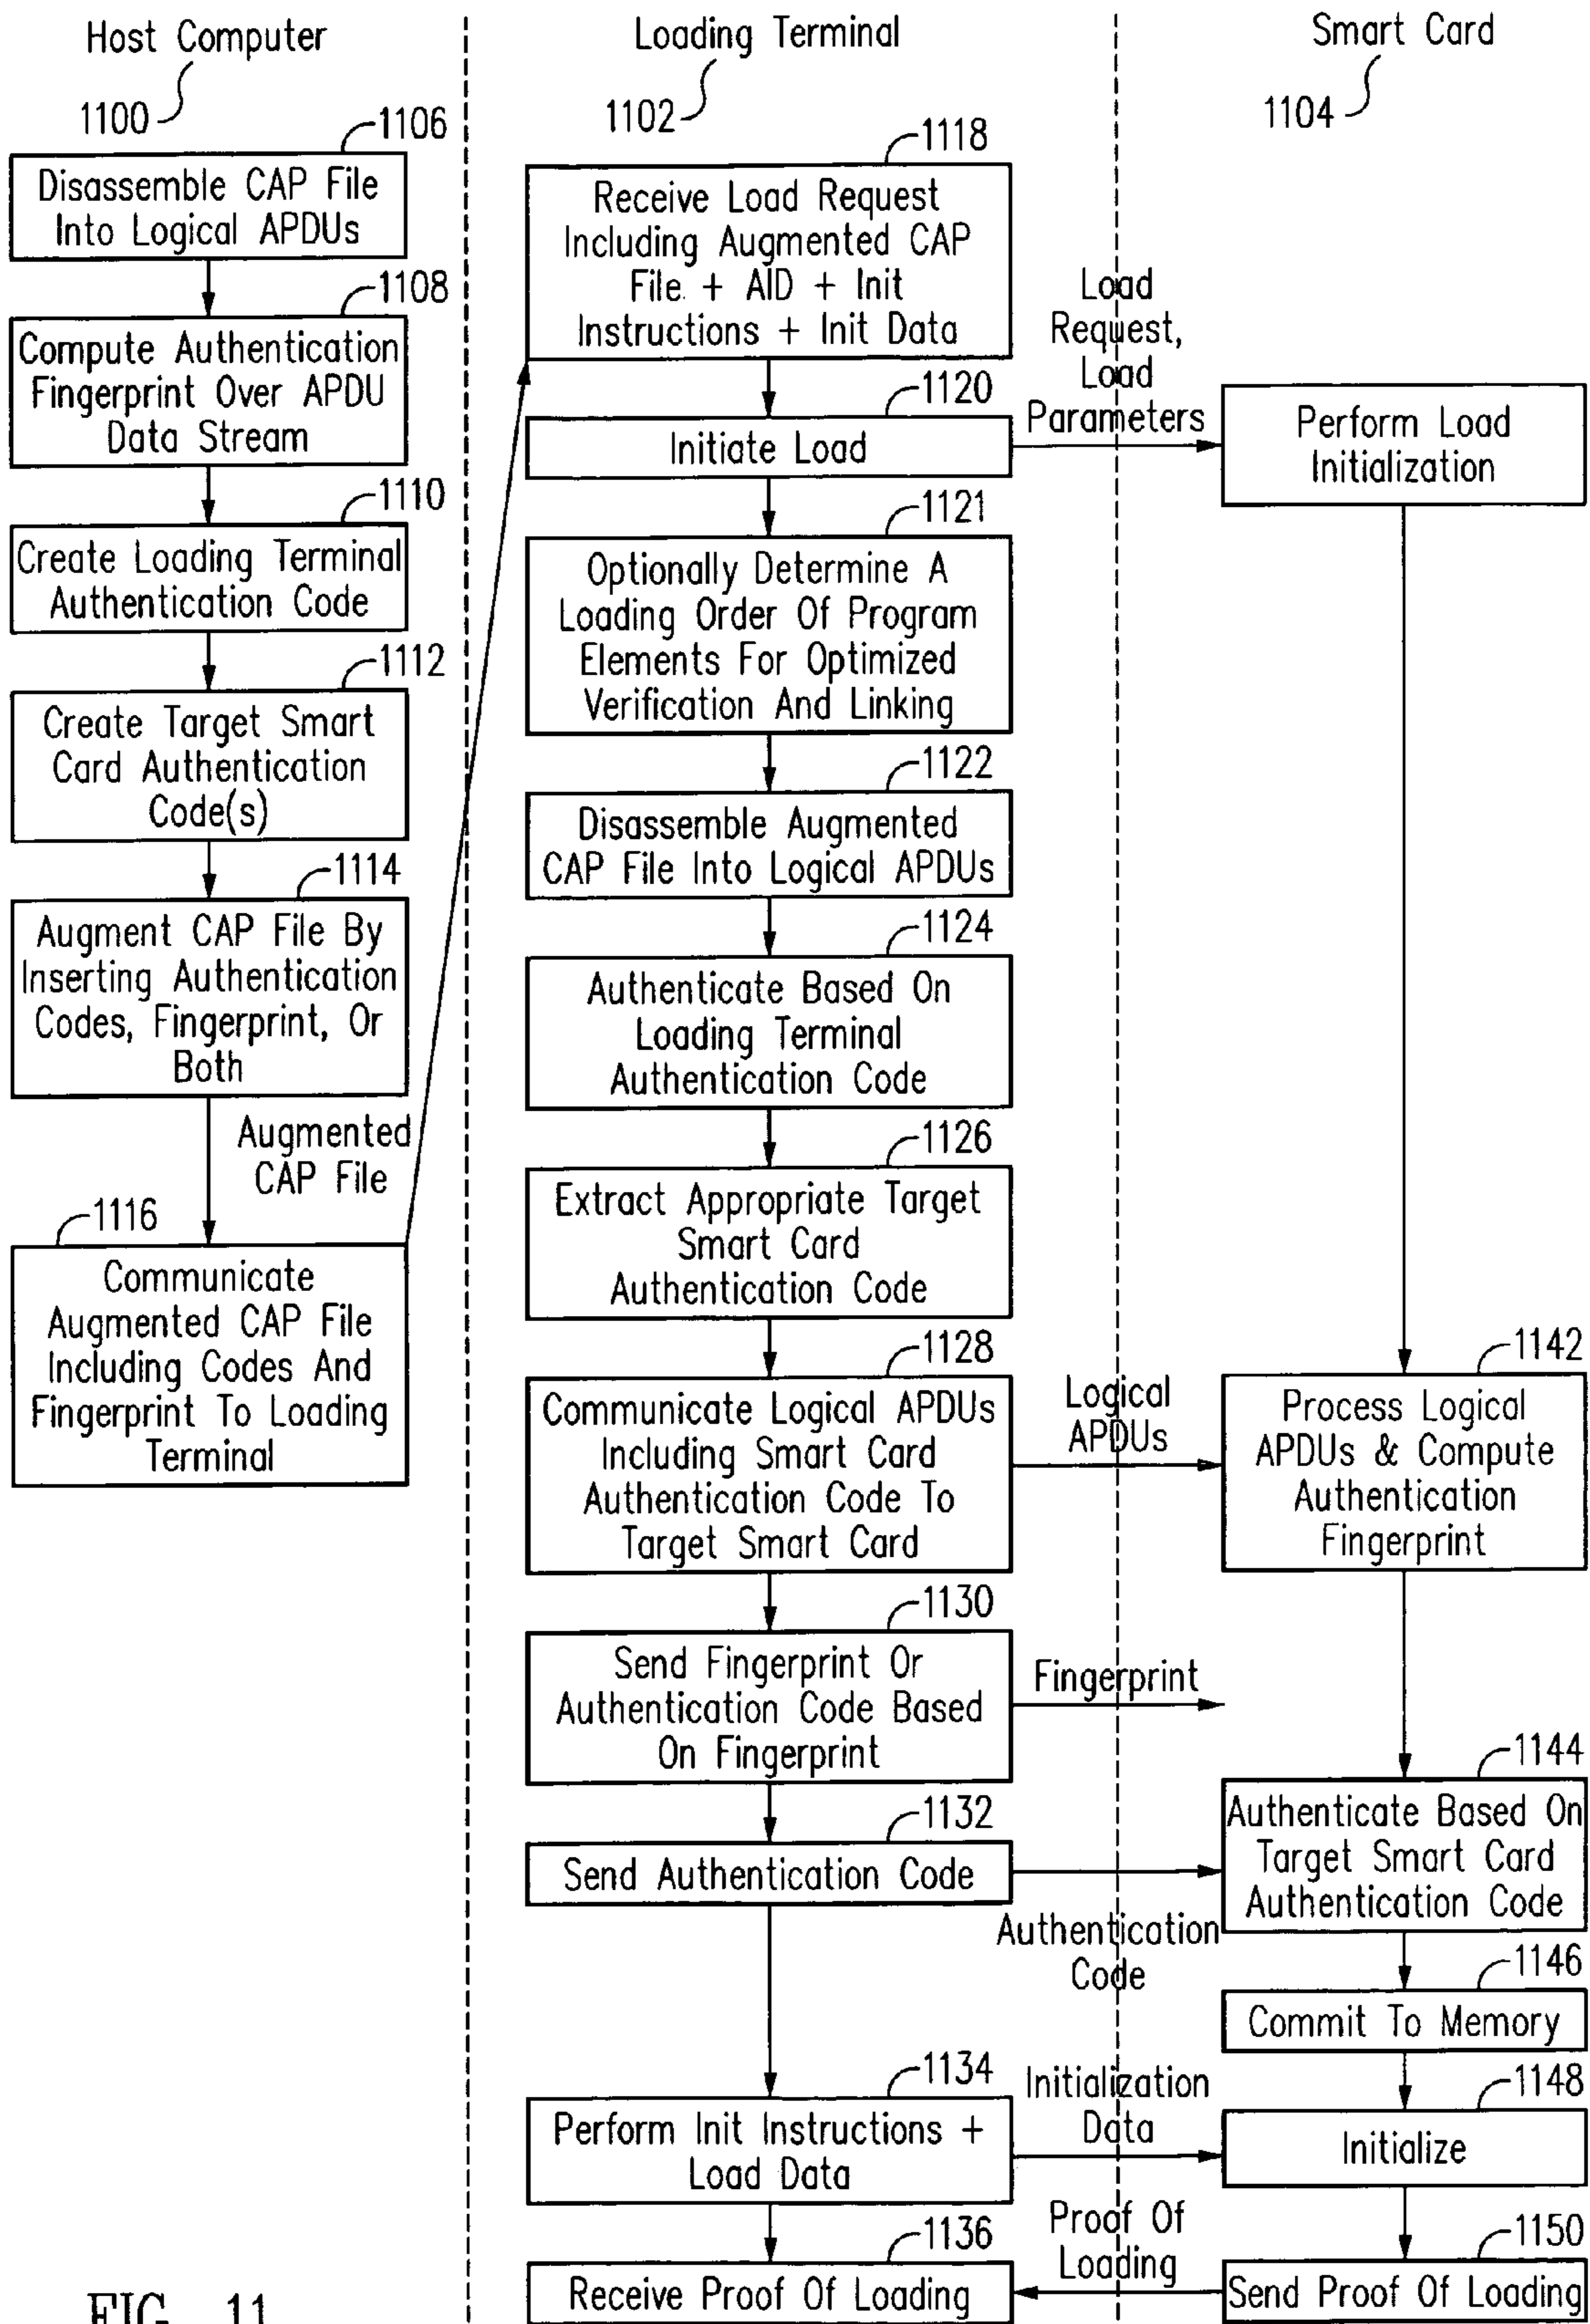 Host Computer
1100
1106
Disassemble CAP File
Into Logical APDUs
1108
Compute Authentication
Fingerprint Over APDU
Data Stream
1110
Create Loading Terminal
Authentication Code
1112
Create Target Smart
Card Authentication
Code(s)
1114
Augment CAP File By
Inserting Authentication
Codes, Fingerprint, Or
Both
Augmented
CAP File
1116
Communicate
Augmented CAP File
Including Codes And
Fingerprint To Loading
Terminal
Loading Terminal
1102
1118
Receive Load Request
Including Augmented CAP
File + AID + Init
Instructions + Init Data
1120
Initiate Load
Load
Request,
Load
Parameters
1121
Optionally Determine A
Loading Order Of Program
Elements For Optimized
Verification And Linking
1122
Disassemble Augmented
CAP File Into Logical APDUs
1124
Authenticate Based On
Loading Terminal
Authentication Code
1126
Extract Appropriate Target
Smart Card
Authentication Code
1128
Communicate Logical APDUs
Including Smart Card
Authentication Code To
Target Smart Card
Logical
APDUs
1130
Send Fingerprint Or
Authentication Code Based
On Fingerprint
Fingerprint
1132
Send Authentication Code
Authentication
Code
1134
Perform Init Instructions +
Load Data
Initialization
Data
1136
Receive Proof Of Loading
Proof Of
Loading
Smart Card
1104
Perform Load
Initialization
1142
Process Logical
APDUs & Compute
Authentication
Fingerprint
1144
Authenticate Based On
Target Smart Card
Authentication Code
1146
Commit To Memory
1148
Initialize
1150
Send Proof Of Loading
FIG. 11